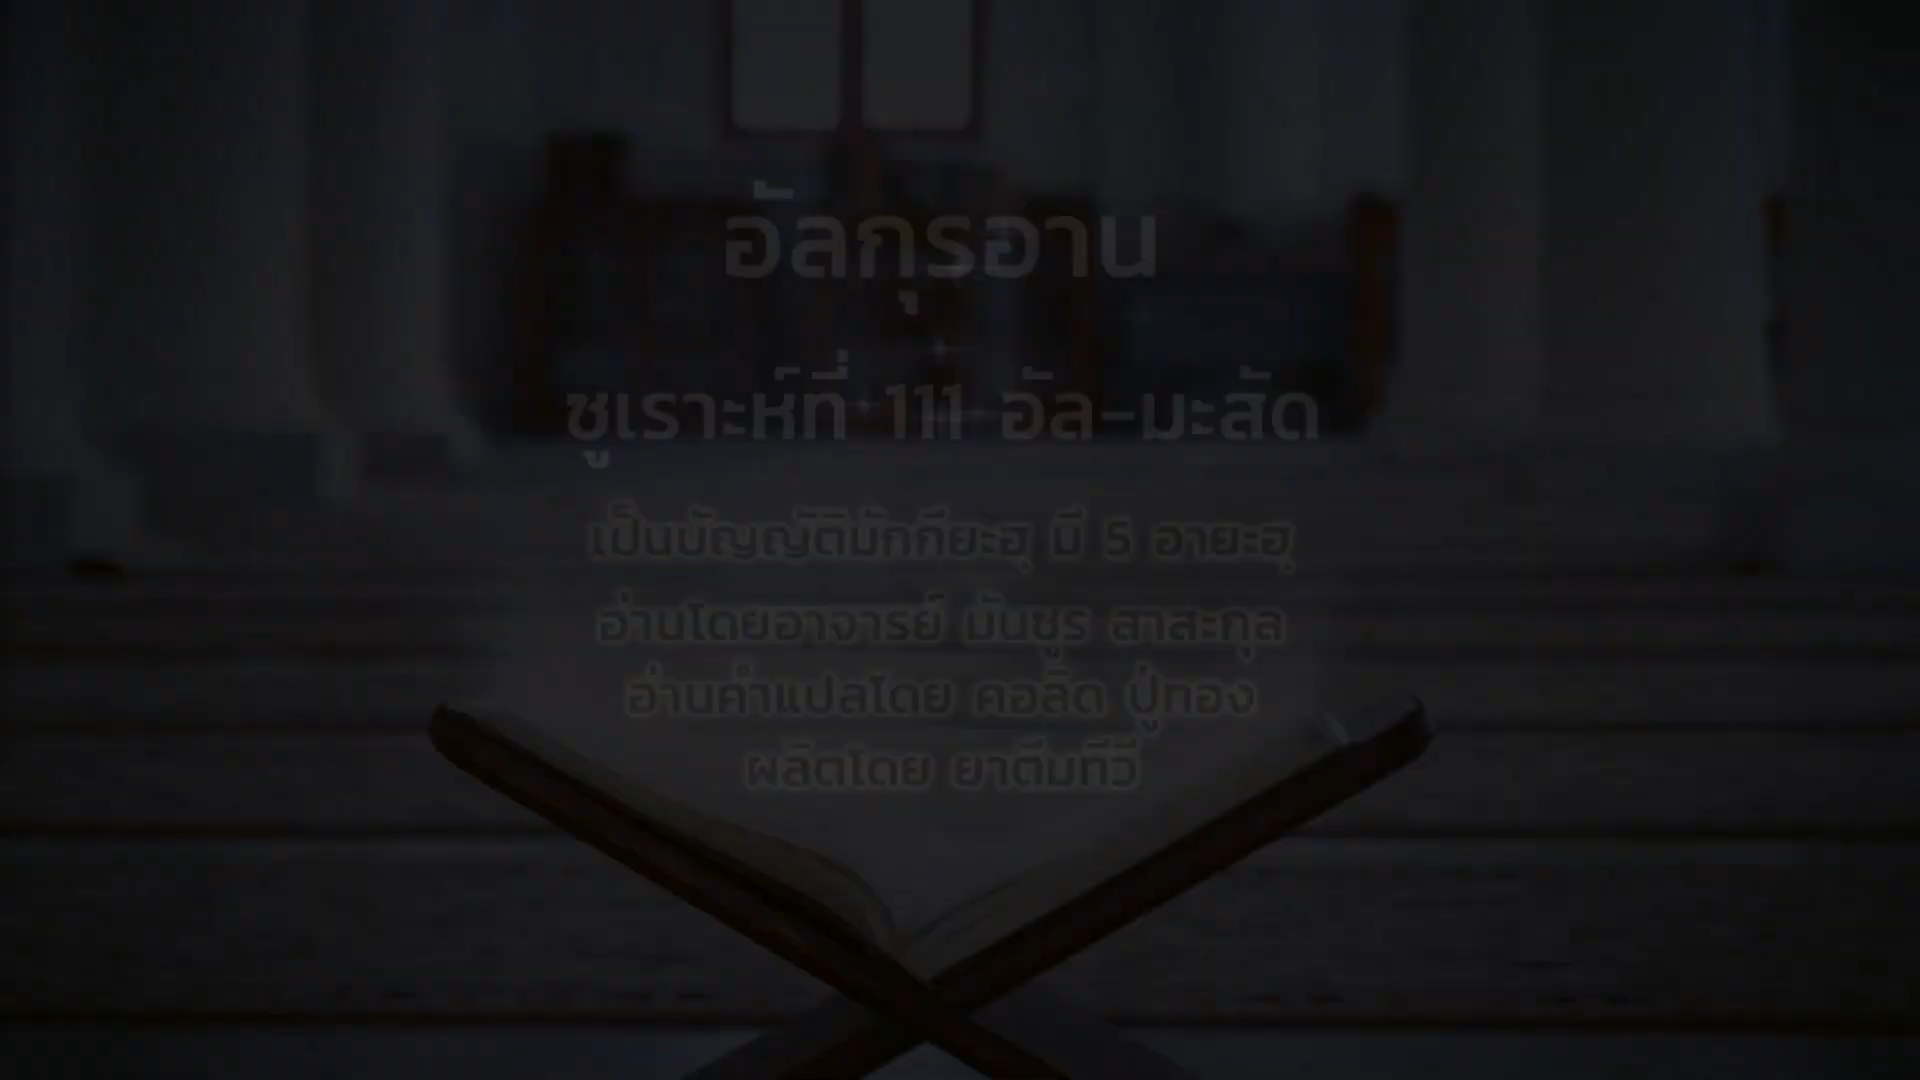 อัลกุรอาน
ซูเราะห์ที่ 111 อัล-มะสัด
เป็นบัญญัติมักกียะฮฺ มี 5 อายะฮฺ
อ่านโดยอาจารย์ มันซูร สาสะกุล
อ่านคำแปลโดย คอลิด ปู่ทอง
ผลิตโดย ยาตีมทีวี